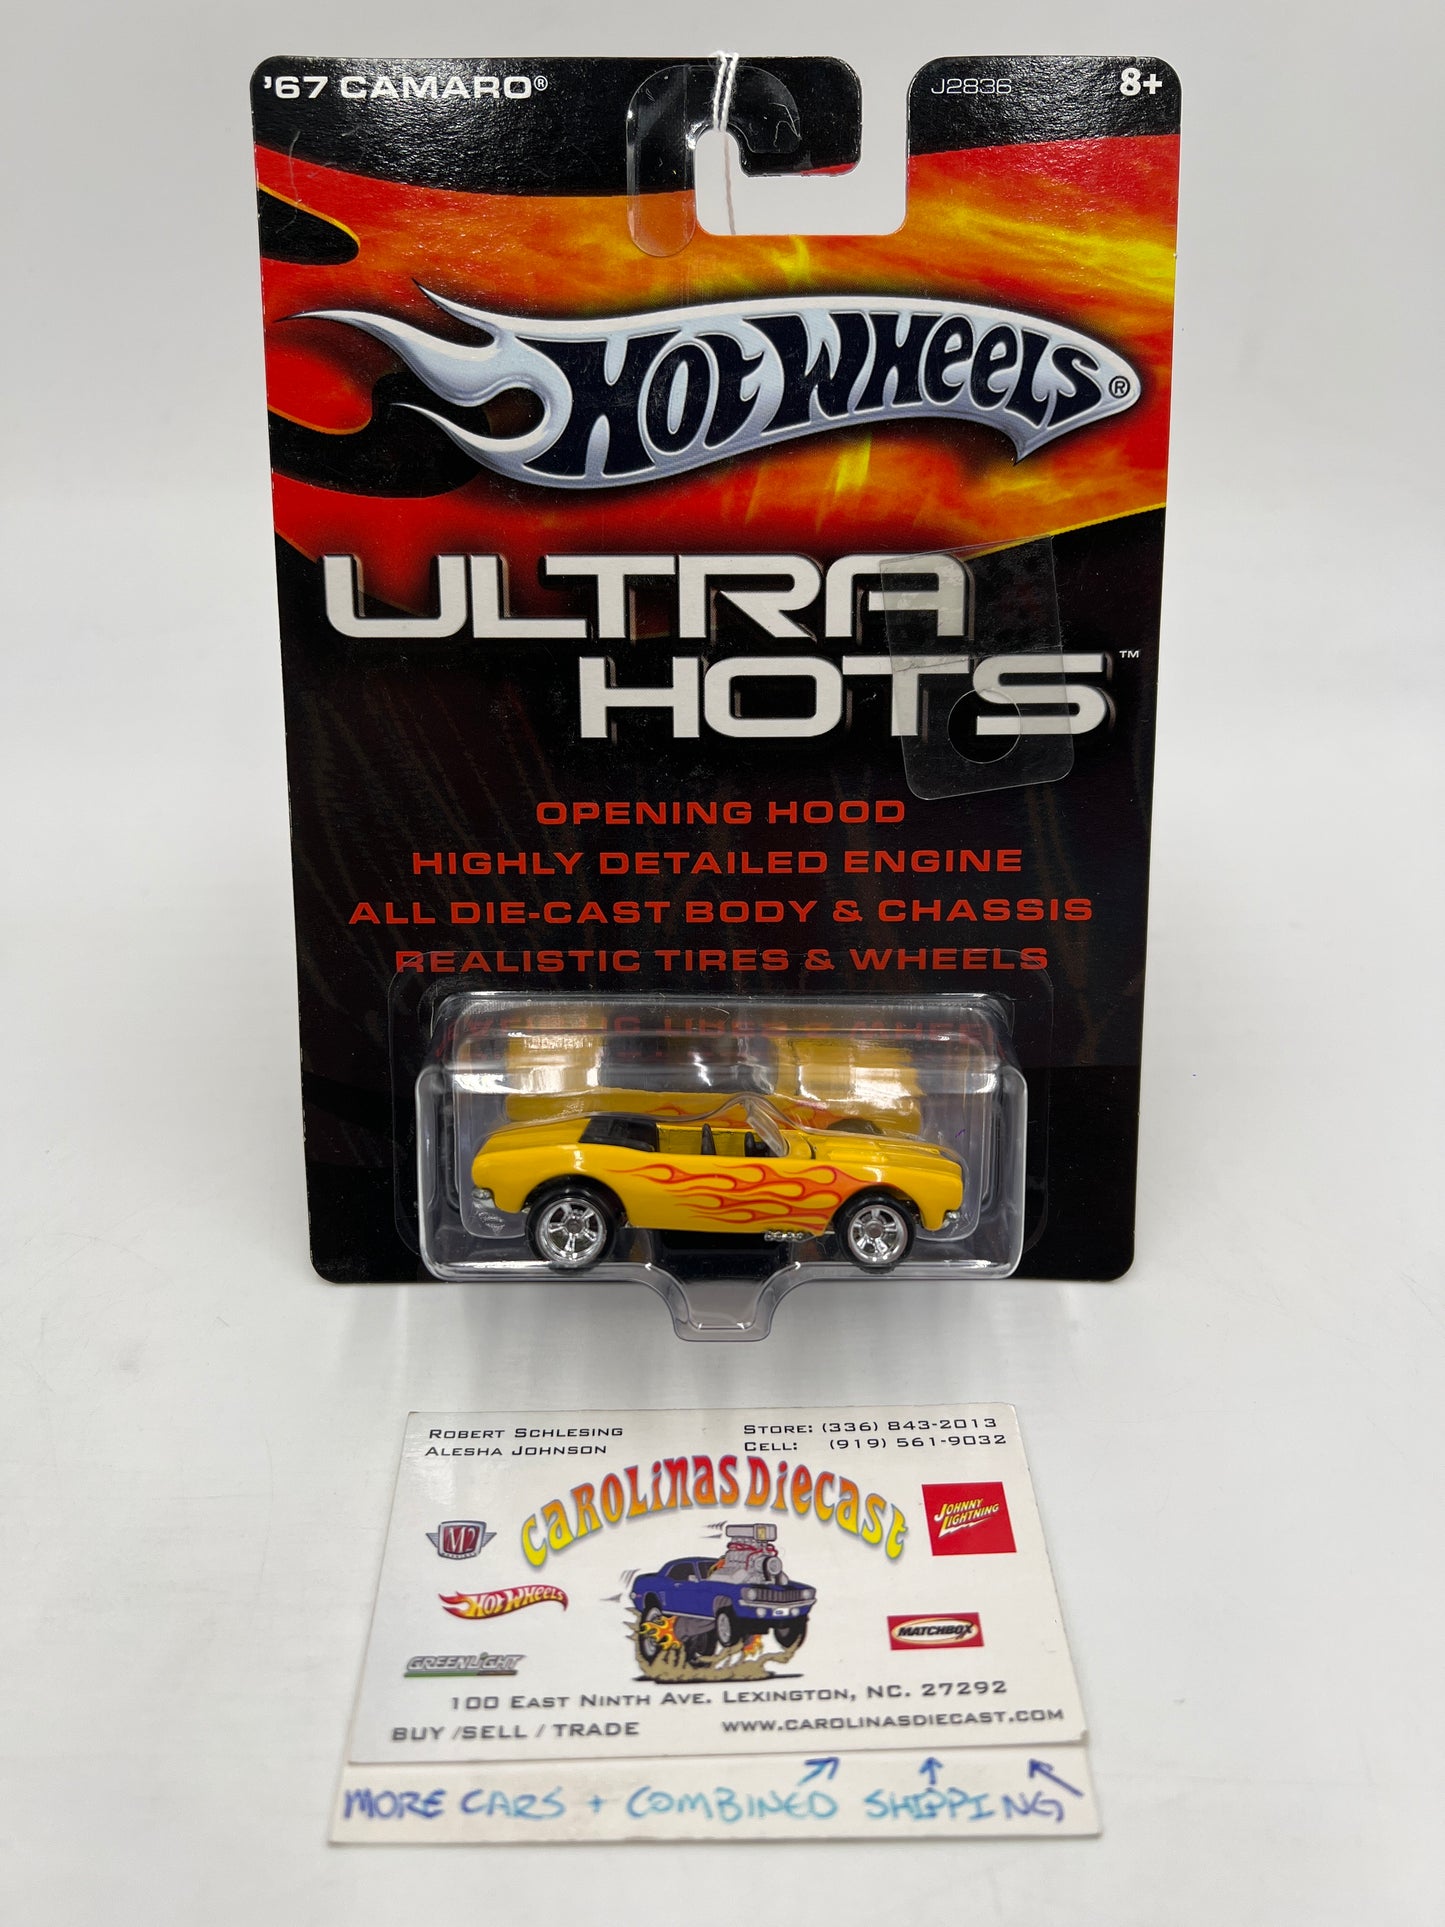 '67 CAMARO®
J2836
8+
HOT WHEELS®
ULTRA
HOTS™
OPENING HOOD
HIGHLY DETAILED ENGINE
ALL DIE-CAST BODY & CHASSIS
REALISTIC TIRES & WHEELS
ROBERT SCHLESING
ALESHA JOHNSON
STORE: (336) 843-2013
CELL: (919) 561-9032
CAROLINAS DIECAST
M2
JOHNNY LIGHTNING
HOT WHEELS
MATCHBOX
GREENLIGHT
100 EAST NINTH AVE. LEXINGTON, NC. 27292
BUY /SELL / TRADE
WWW.CAROLINASDIECAST.COM
MORE CARS + COMBINED SHIPPING